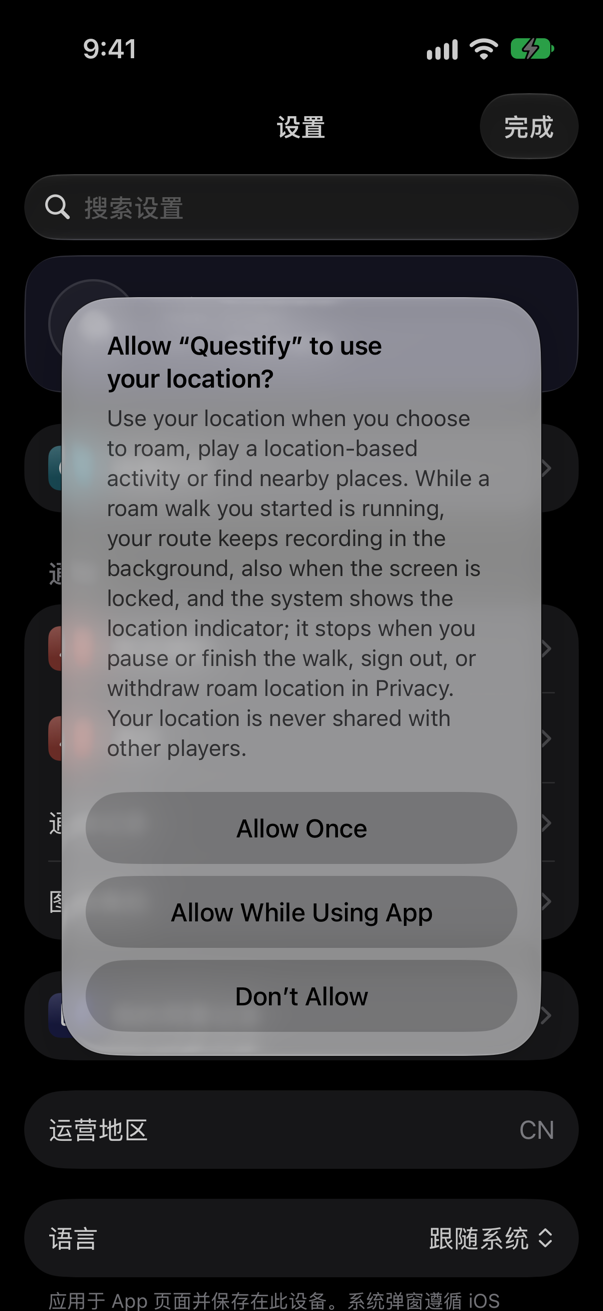 9:41
设置
完成
搜索设置
Allow “Questify” to use
your location?
Use your location when you choose
to roam, play a location-based
activity or find nearby places. While a
roam walk you started is running,
your route keeps recording in the
background, also when the screen is
locked, and the system shows the
location indicator; it stops when you
pause or finish the walk, sign out, or
withdraw roam location in Privacy.
Your location is never shared with
other players.
Allow Once
Allow While Using App
Don’t Allow
运营地区
CN
语言
跟随系统
应用于 App 页面并保存在此设备。系统弹窗遵循 iOS